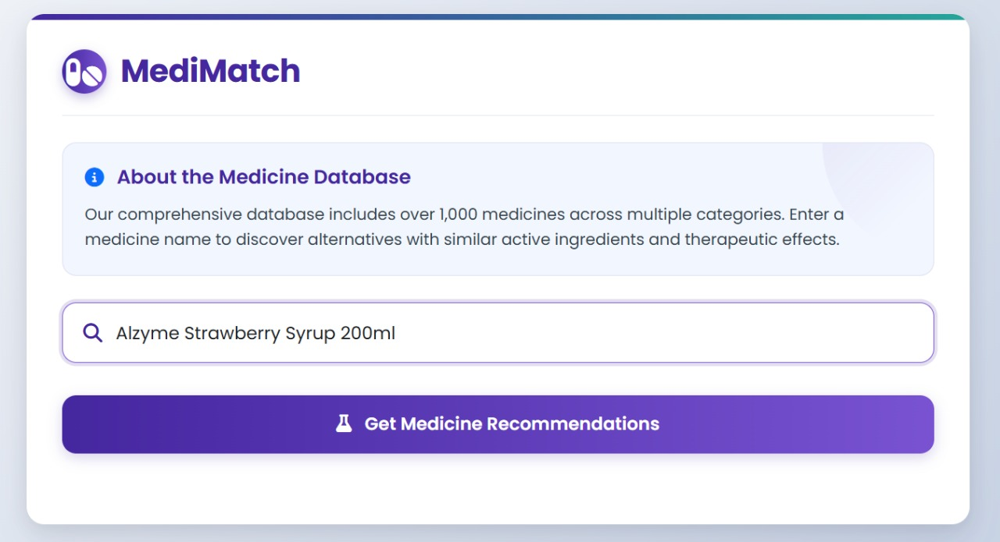 MediMatch
About the Medicine Database
Our comprehensive database includes over 1,000 medicines across multiple categories. Enter a
medicine name to discover alternatives with similar active ingredients and therapeutic effects.
Alzyme Strawberry Syrup 200ml
Get Medicine Recommendations